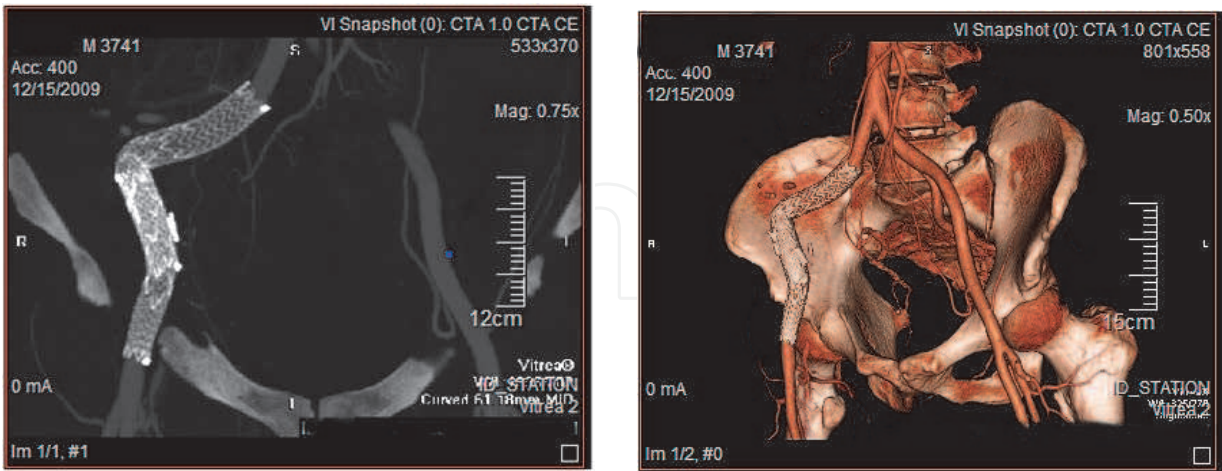 VI Snapshot (0): CTA 1.0 CTA CE
M 3741
533x370
Acc: 400
12/15/2009
S
Mag: 0.75x
R
12cm
Vitrea®
0 mA
ID_STATION
Vitrea 2
Im 1/1, #1
VI Snapshot (0): CTA 1.0 CTA CE
M 3741
801x558
Acc: 400
12/15/2009
S
Mag: 0.50x
R
L
15cm
0 mA
ID_STATION
Vitrea 2
Im 1/2, #0